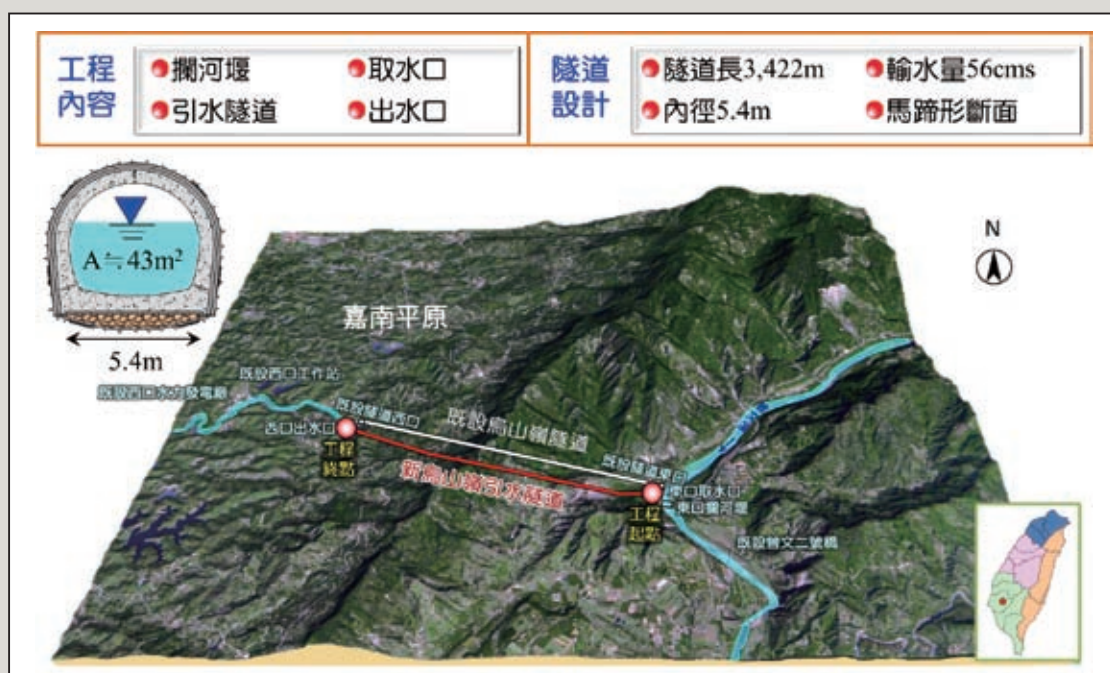 工程
內容
攔河堰
取水口
引水隧道
出水口
隧道
設計
隧道長3,422m
輸水量56cms
內徑5.4m
馬蹄形斷面
A≒43m²
5.4m
N
嘉南平原
既設西口工作站
既設西口水力發電廠
既設隧道西口
西口出水口
工程
終點
既設烏山嶺隧道
新烏山嶺引水隧道
既設隧道東口
東口取水口
東口攔河堰
工程
起點
既設曾文二號橋